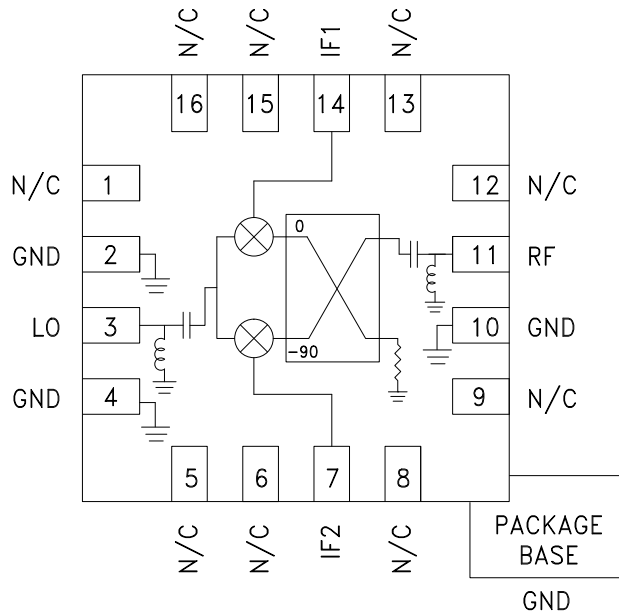 N/C
N/C
IF1
N/C
16
15
14
13
N/C
1
12
N/C
GND
2
0
11
RF
LO
3
10
GND
-90
GND
4
9
N/C
5
6
7
8
N/C
N/C
IF2
N/C
PACKAGE
BASE
GND